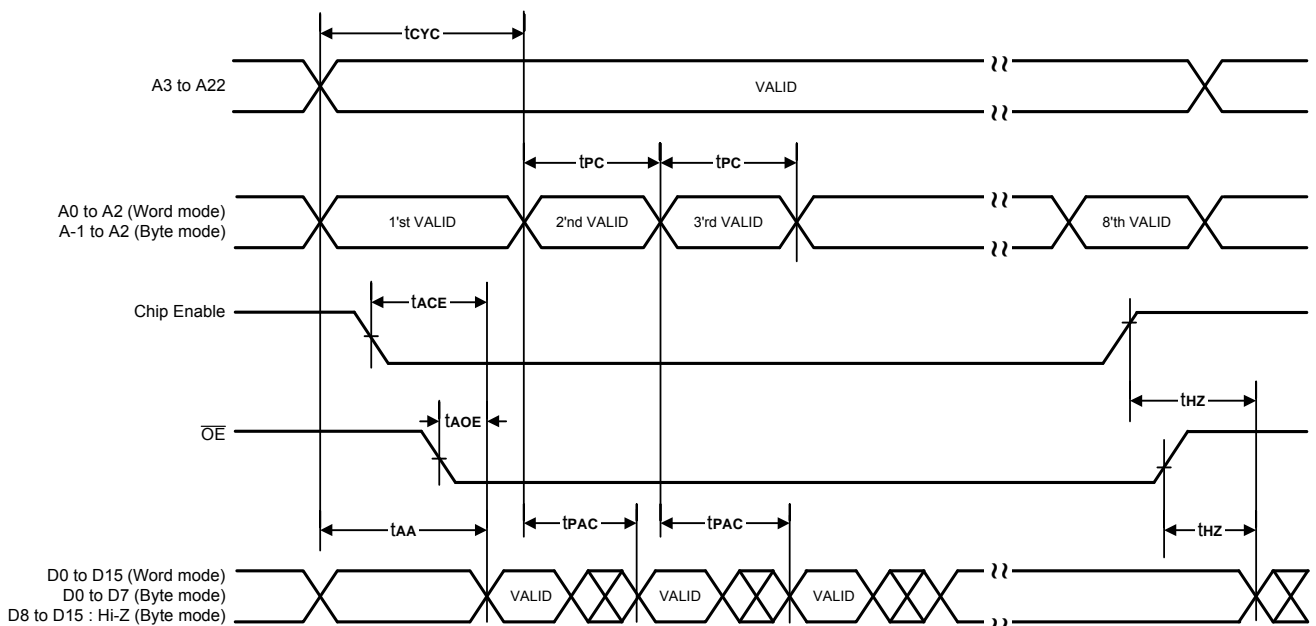 tCYC
A3 to A22
VALID
tPC
tPC
A0 to A2 (Word mode)
A-1 to A2 (Byte mode)
1'st VALID
2'nd VALID
3'rd VALID
8'th VALID
tACE
Chip Enable
tHZ
tAOE
OE
tAA
tPAC
tPAC
tHZ
D0 to D15 (Word mode)
D0 to D7 (Byte mode)
D8 to D15 : Hi-Z (Byte mode)
VALID
VALID
VALID